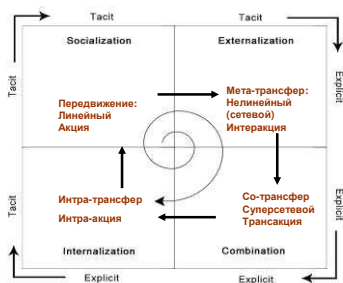 Tacit
Tacit
Socialization
Externalization
Tacit
Explicit
Передвижение:
Линейный
Акция
Мета-трансфер:
Нелинейный
(сетевой)
Интеракция
Интра-трансфер
Интра-акция
Со-трансфер
Суперсетевой
Трансакция
Tacit
Explicit
Internalization
Combination
Explicit
Explicit